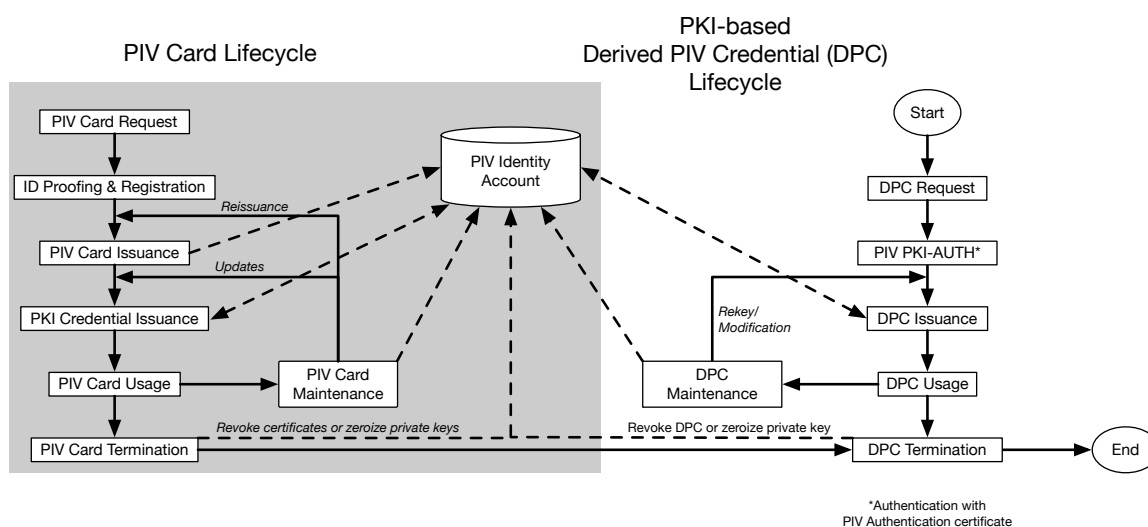 PIV Card Lifecycle
PKI-based
Derived PIV Credential (DPC)
Lifecycle
PIV Card Request
ID Proofing & Registration
Reissuance
PIV Card Issuance
Updates
PKI Credential Issuance
PIV Card Usage
PIV Card
Maintenance
Revoke certificates or zeroize private keys
PIV Card Termination
PIV Identity
Account
Start
DPC Request
PIV PKI-AUTH*
Rekey/
Modification
DPC Issuance
DPC
Maintenance
DPC Usage
Revoke DPC or zeroize private key
DPC Termination
End
*Authentication with
PIV Authentication certificate